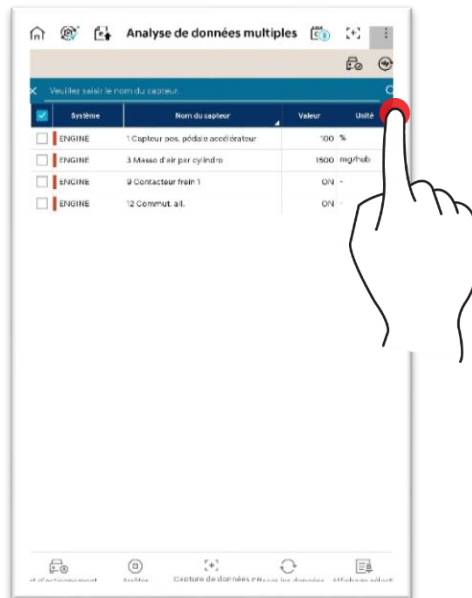 Analyse de données multiples
Veuillez saisir le nom du capteur.
Système Nom du capteur Valeur Unité
ENGINE 1 Capteur pos. pédale accélérateur 100 %
ENGINE 3 Masse d'air par cylindre 1500 mg/hub
ENGINE 9 Contacteur frein 1 ON -
ENGINE 12 Commut. all. ON -
Arrêter Capture de données